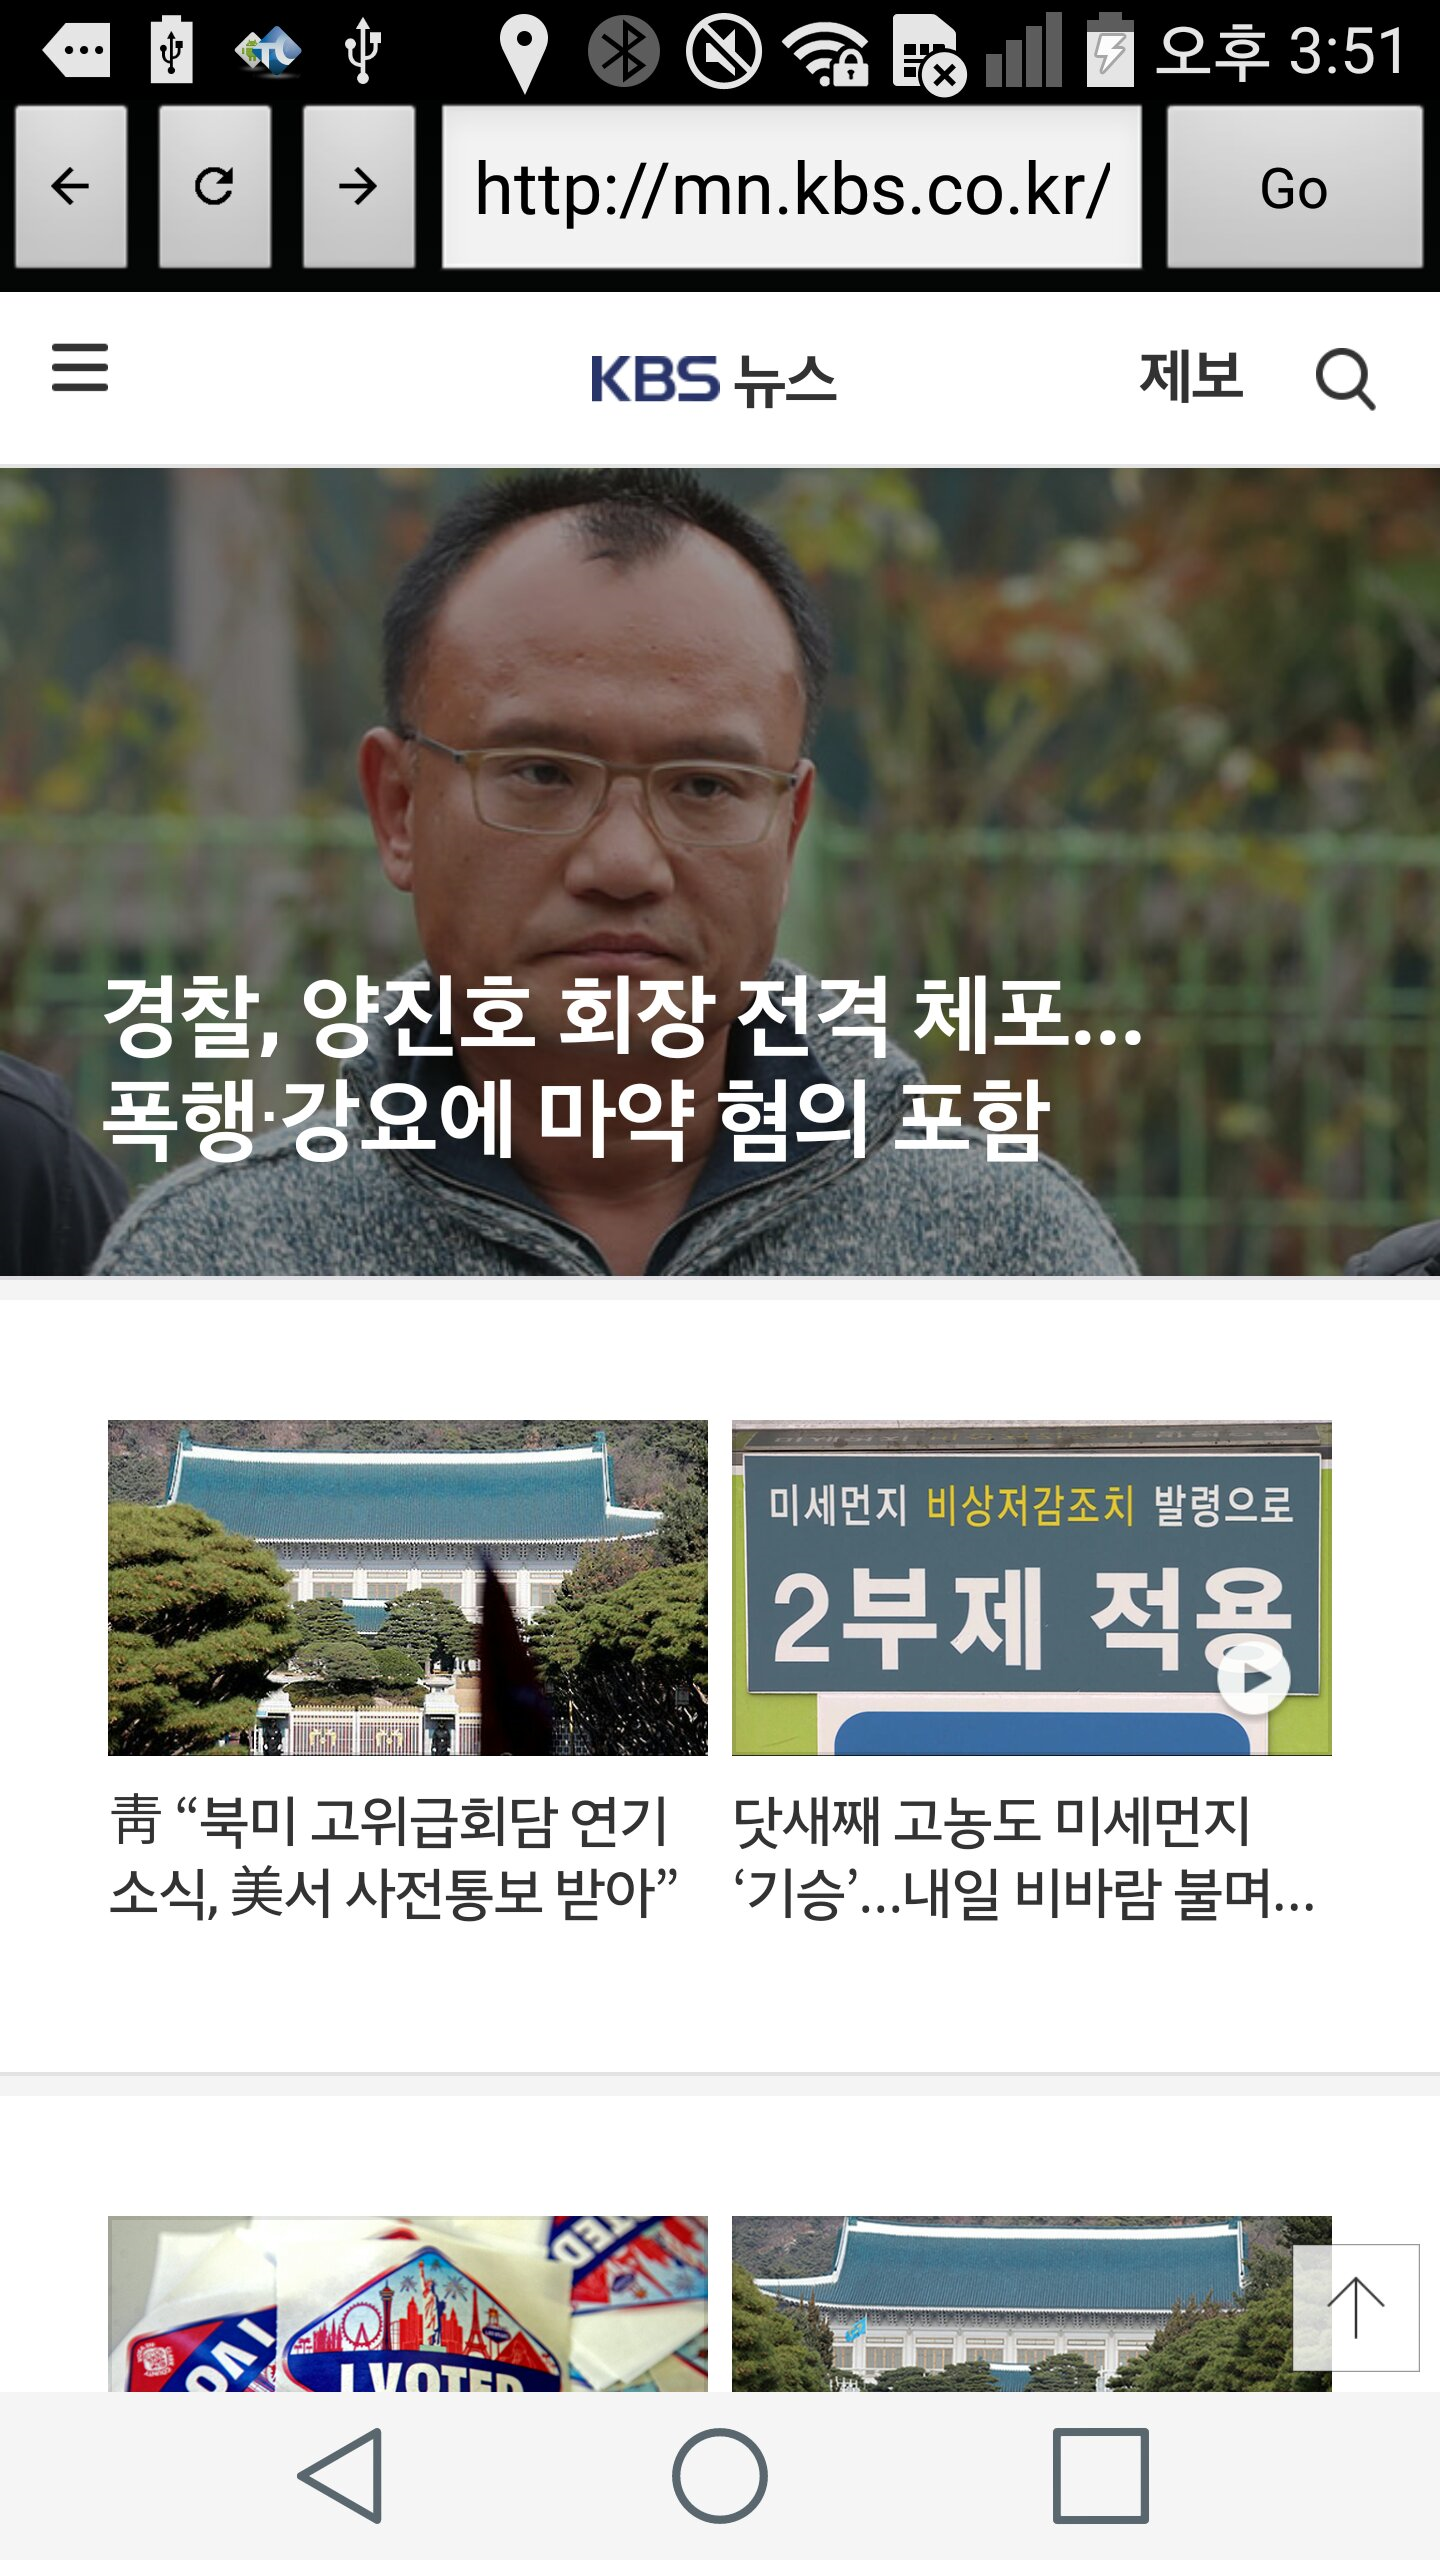 오후 3:51
http://mn.kbs.co.kr/
Go
KBS 뉴스
제보
경찰, 양진호 회장 전격 체포...
폭행·강요에 마약 혐의 포함
미세먼지 비상저감조치 발령으로
2부제 적용
靑 “북미 고위급회담 연기
소식, 美서 사전통보 받아”
닷새째 고농도 미세먼지
‘기승’...내일 비바람 불며...
I VO
TED
I VOTED